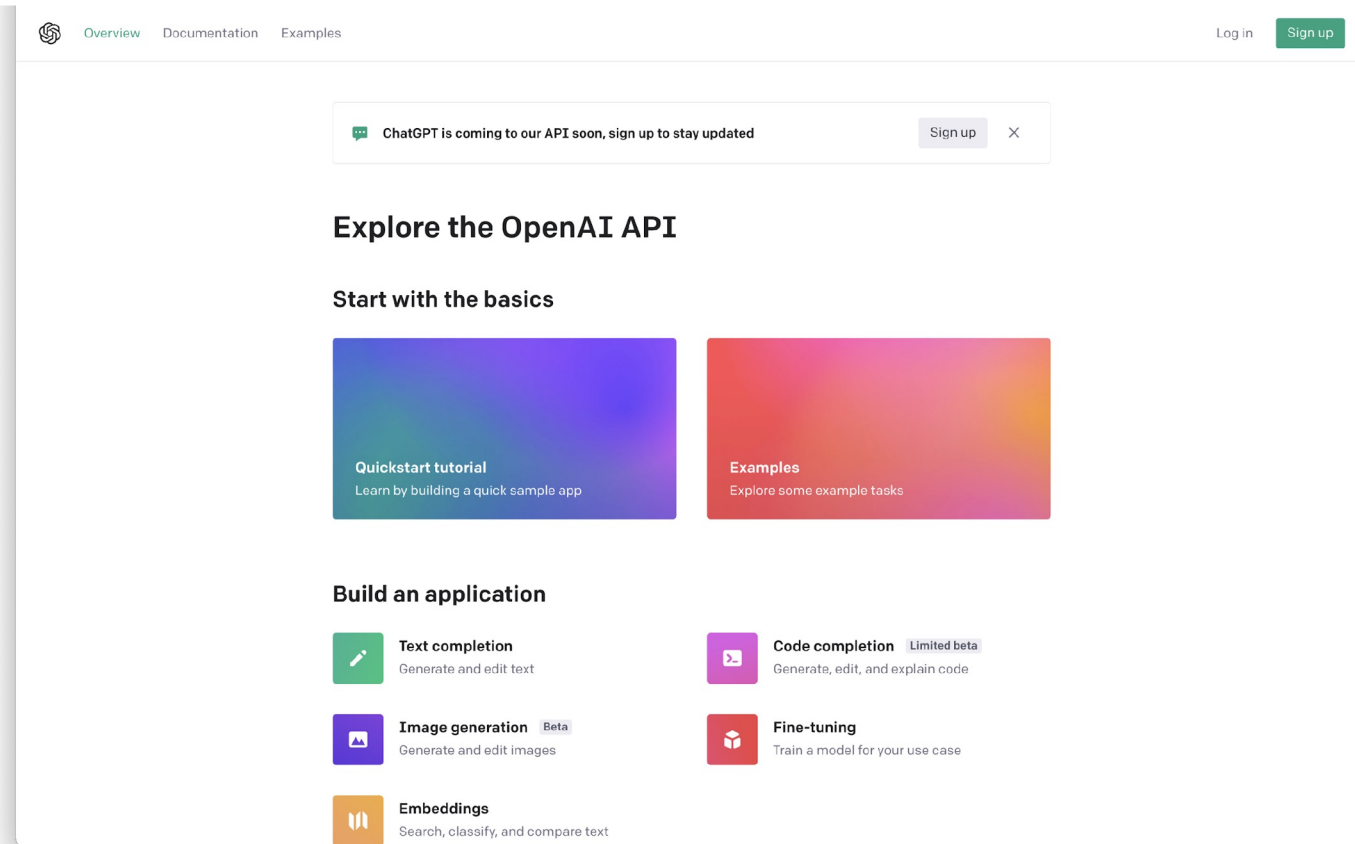 Overview Documentation Examples Log in Sign up
ChatGPT is coming to our API soon, sign up to stay updated Sign up
Explore the OpenAI API
Start with the basics
Quickstart tutorial
Learn by building a quick sample app
Examples
Explore some example tasks
Build an application
Text completion
Generate and edit text
Code completion Limited beta
Generate, edit, and explain code
Image generation Beta
Generate and edit images
Fine-tuning
Train a model for your use case
Embeddings
Search, classify, and compare text